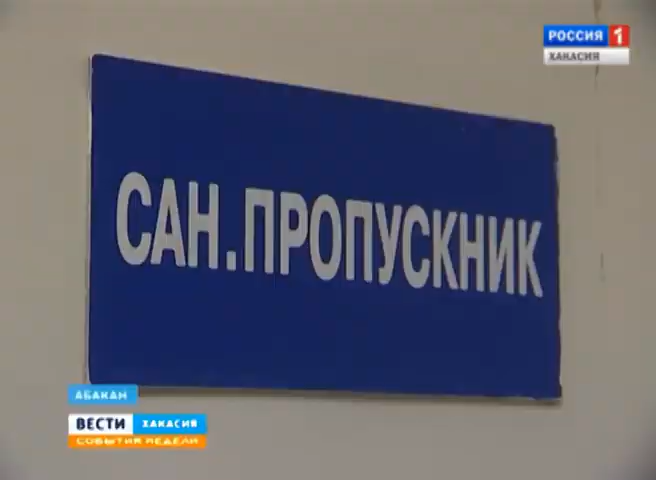 РОССИЯ 1
ХАКАСИЯ
САН.ПРОПУСКНИК
АБАКАН
ВЕСТИ ХАКАСИЯ
СОБЫТИЯ НЕДЕЛИ